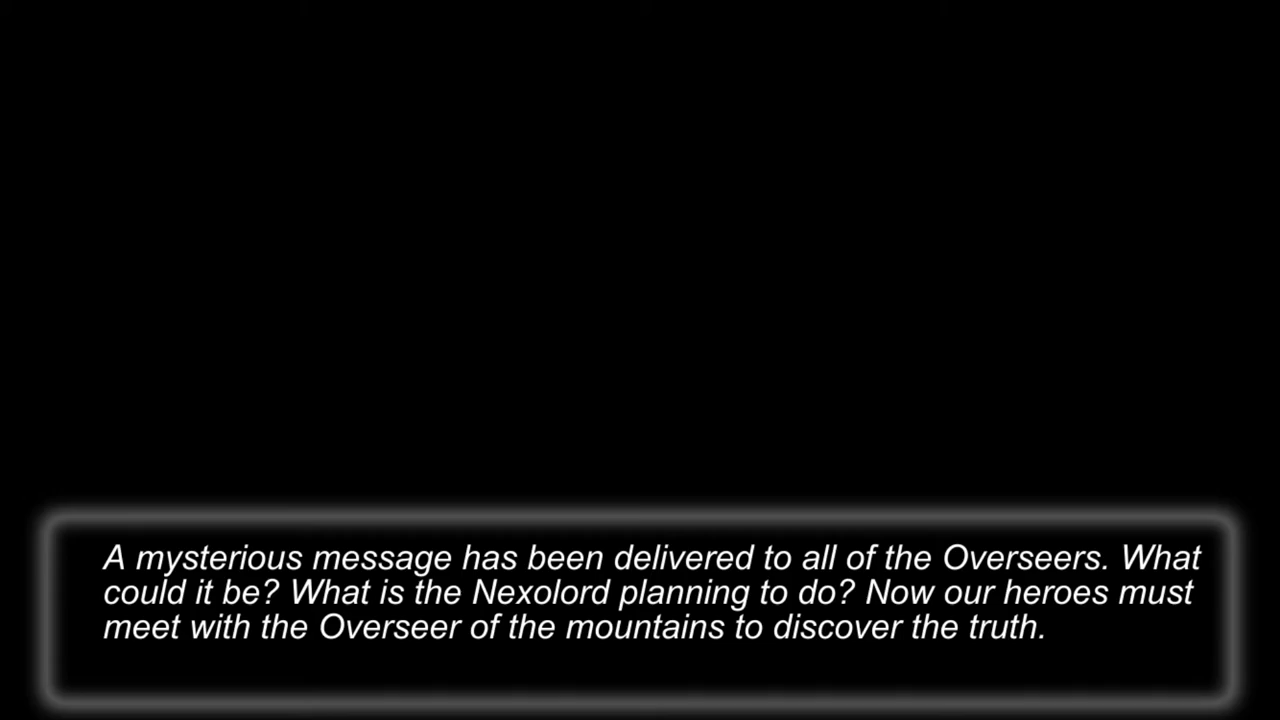 A mysterious message has been delivered to all of the Overseers. What
could it be? What is the Nexolord planning to do? Now our heroes must
meet with the Overseer of the mountains to discover the truth.